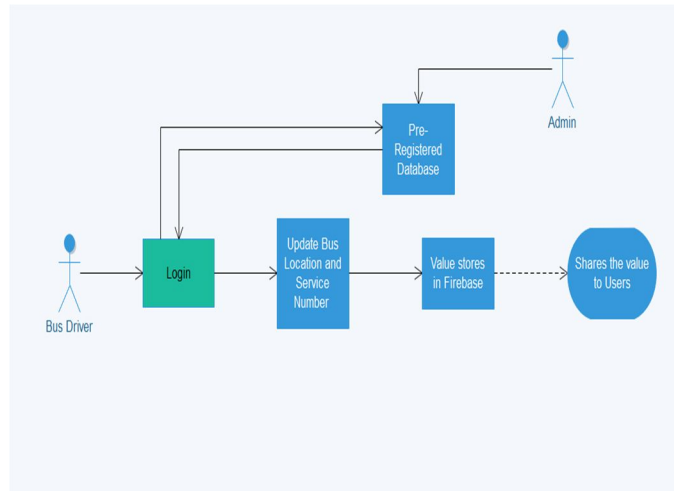 Admin
Pre-
Registered
Database
Bus Driver
Login
Update Bus
Location and
Service
Number
Value stores
in Firebase
Shares the value
to Users